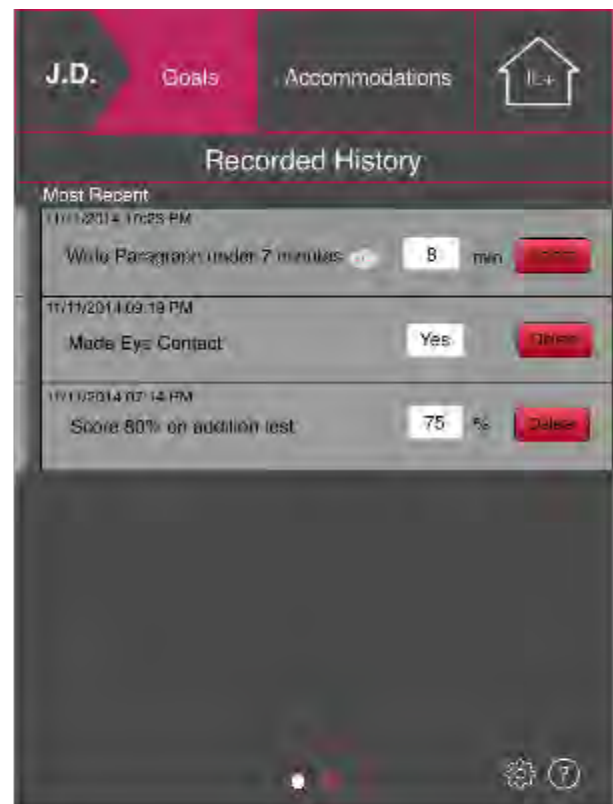 J.D. Goals Accommodations IL+
Recorded History
Most Recent
11/11/2014 10:23 PM
Write Paragraph under 7 minutes 8 min
11/11/2014 09:19 PM
Made Eye Contact Yes Delete
11/11/2014 07:14 PM
Score 80% on addition test 75 % Delete
?